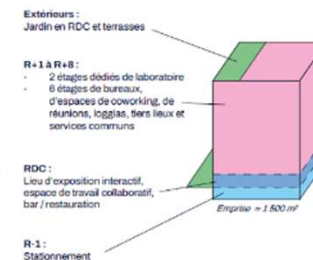 Extérieurs :
Jardin en RDC et terrasses
R+1 à R+8 :
- 2 étages dédiés de laboratoire
- 6 étages de bureaux,
d'espaces de coworking, de
réunions, loggias, tiers lieux et
services communs
RDC :
Lieu d'exposition interactif,
espace de travail collaboratif,
bar / restauration
Emprise ≈ 1 500 m²
R-1 :
Stationnement